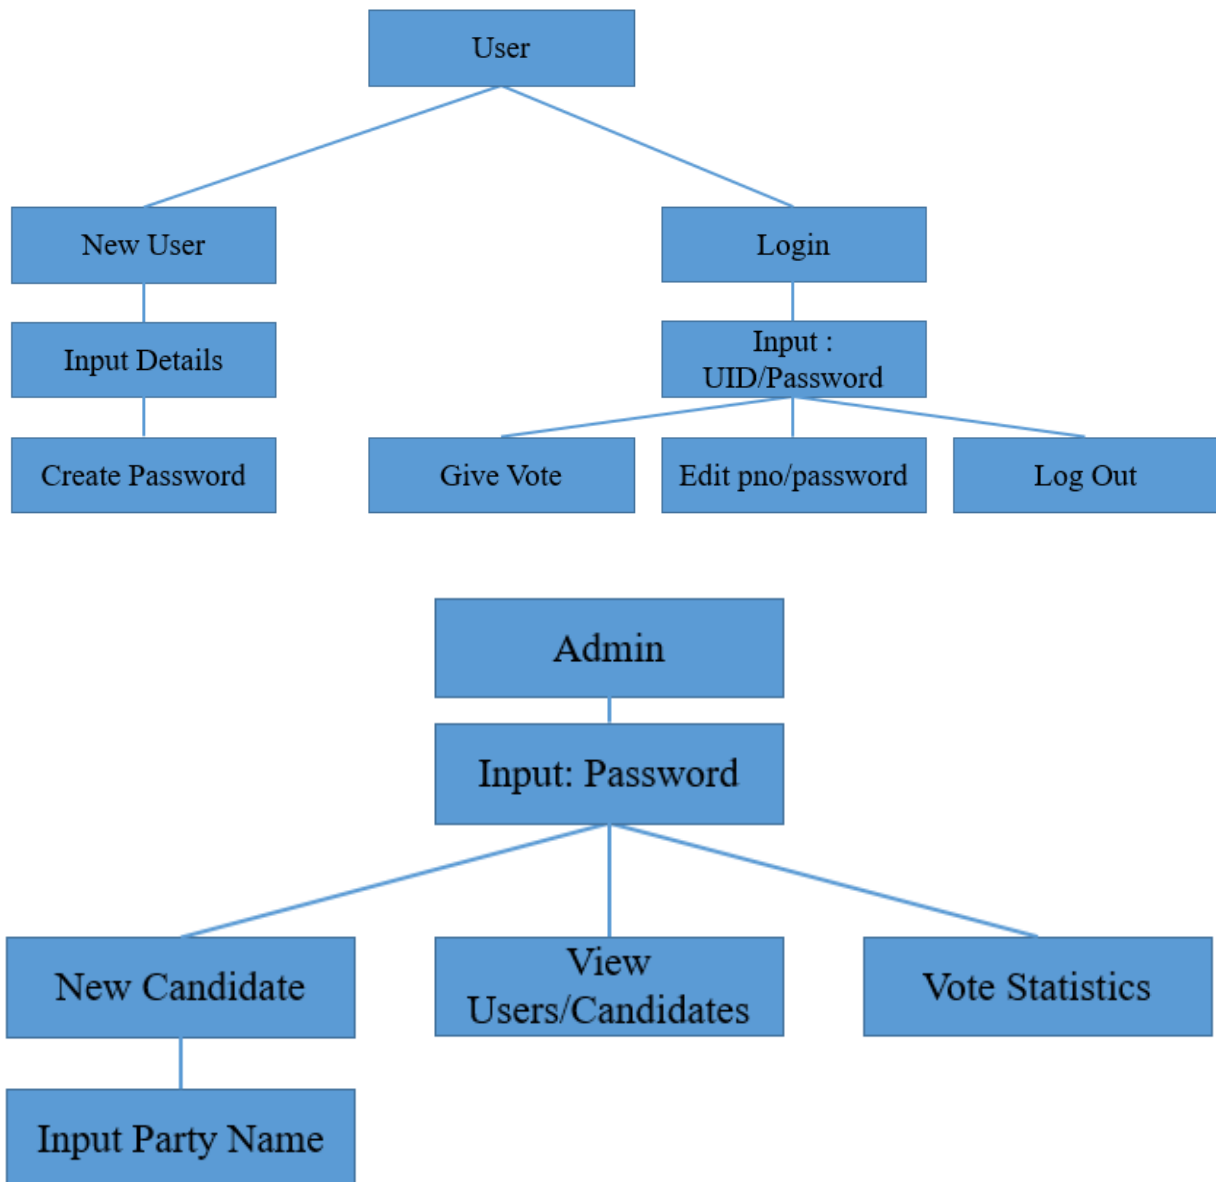 User
New User
Login
Input Details
Input :
UID/Password
Create Password
Give Vote
Edit pno/password
Log Out
Admin
Input: Password
New Candidate
View
Users/Candidates
Vote Statistics
Input Party Name